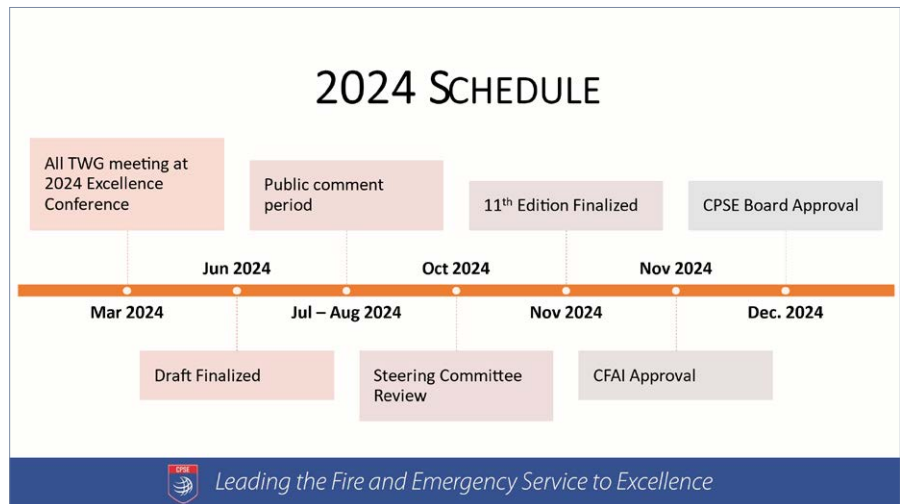 2024 SCHEDULE
All TWG meeting at
2024 Excellence
Conference
Public comment
period
11th Edition Finalized
CPSE Board Approval
Jun 2024
Oct 2024
Nov 2024
Mar 2024
Jul – Aug 2024
Nov 2024
Dec. 2024
Draft Finalized
Steering Committee
Review
CFAI Approval
CPSE
Leading the Fire and Emergency Service to Excellence